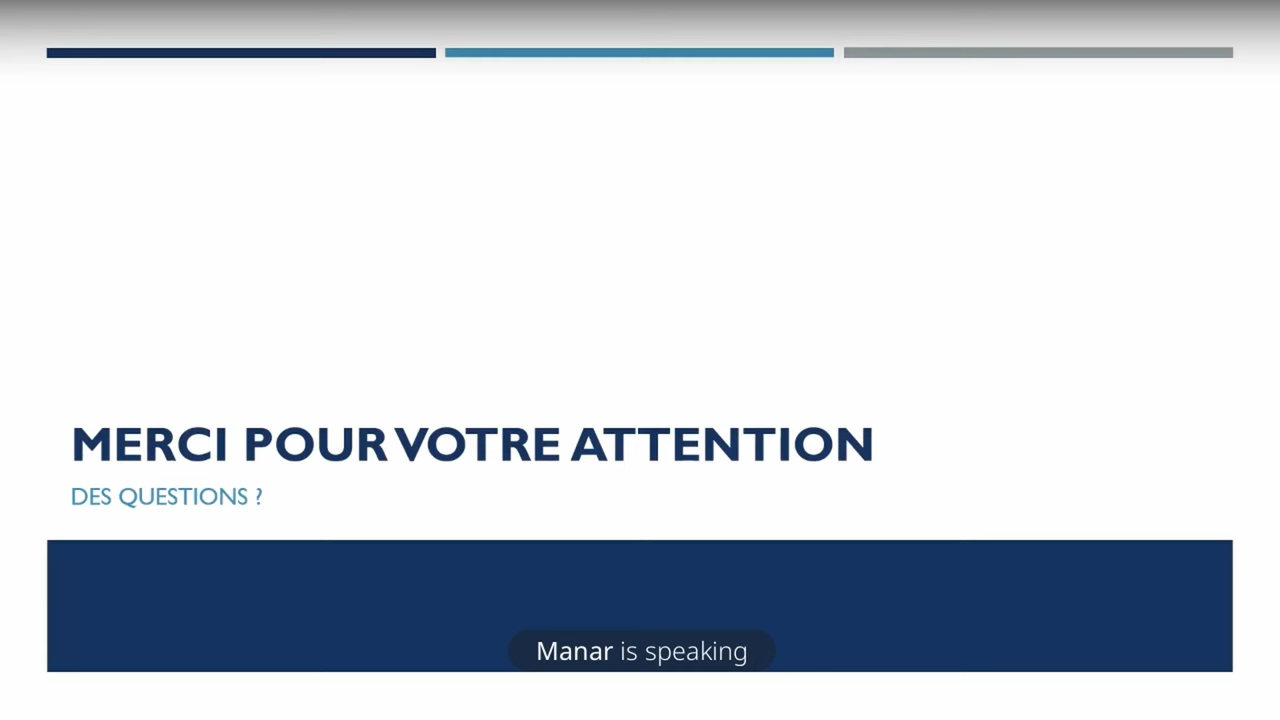 MERCI POUR VOTRE ATTENTION
DES QUESTIONS ?
Manar is speaking